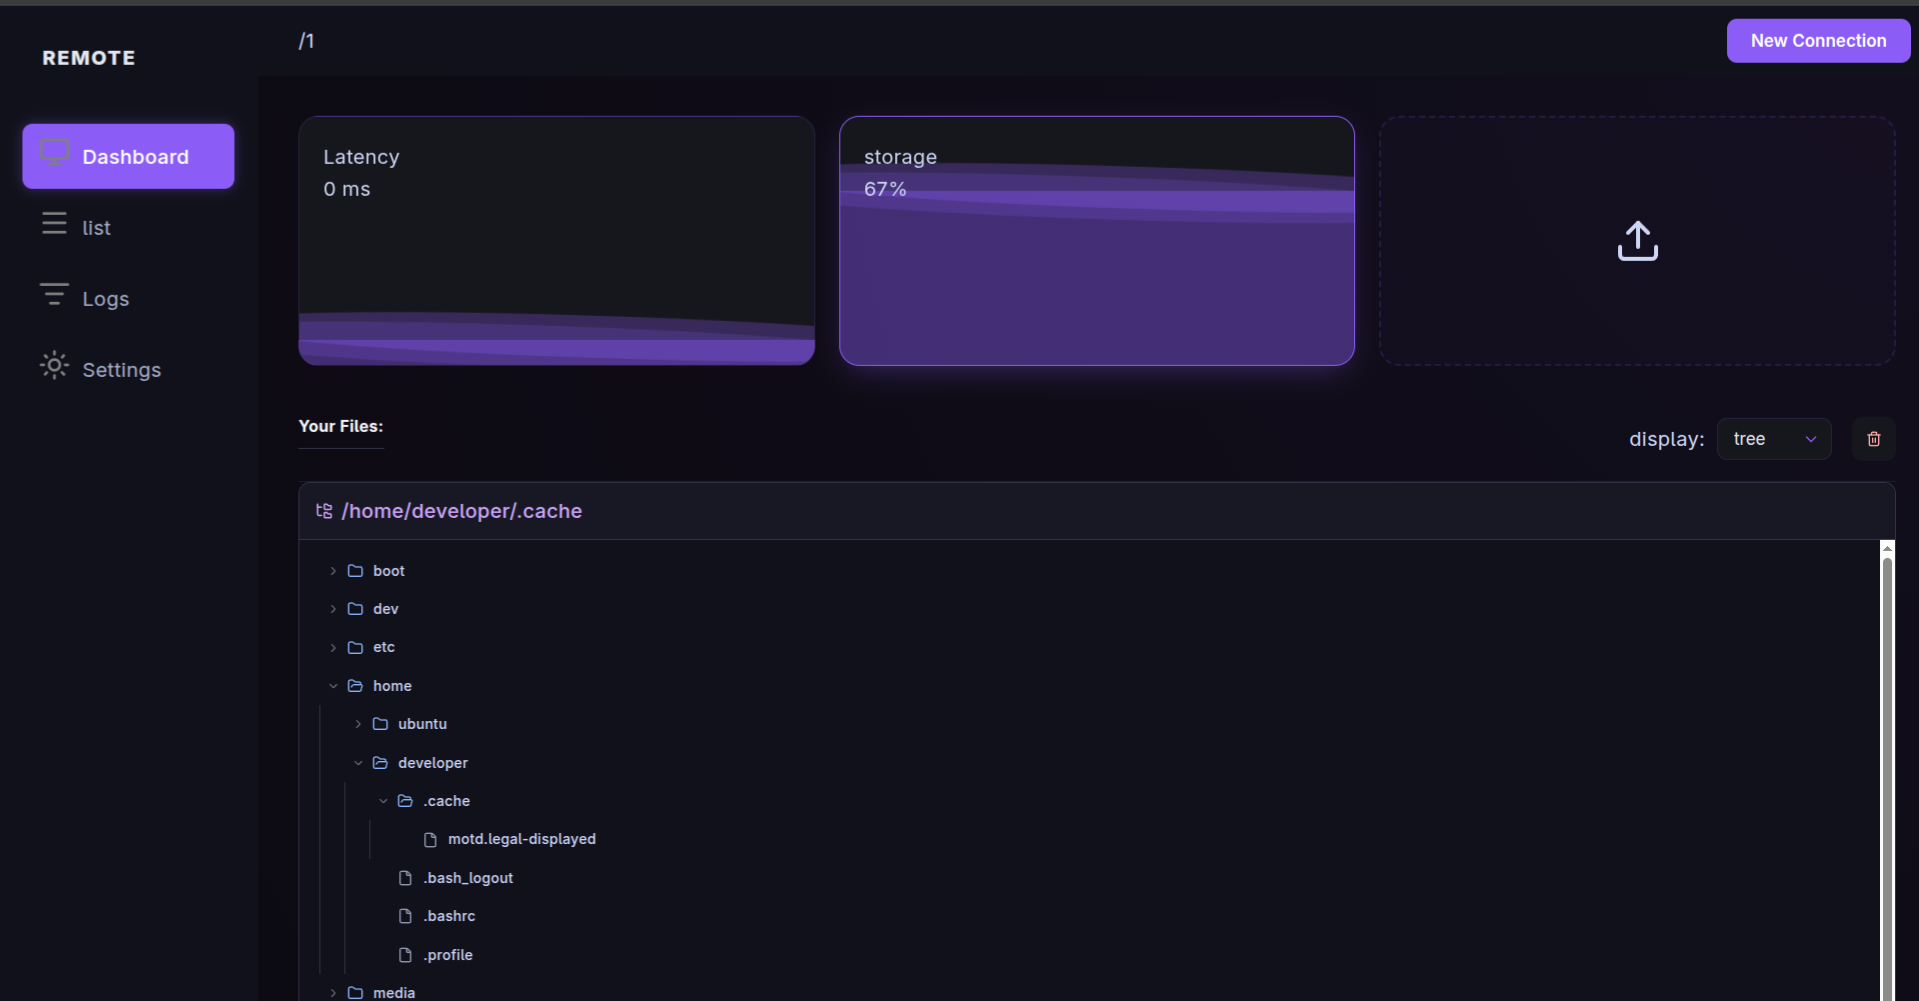 REMOTE
Dashboard
list
Logs
Settings
/1
New Connection
Latency
0 ms
storage
67%
Your Files:
display:
tree
/home/developer/.cache
boot
dev
etc
home
ubuntu
developer
.cache
motd.legal-displayed
.bash_logout
.bashrc
.profile
media